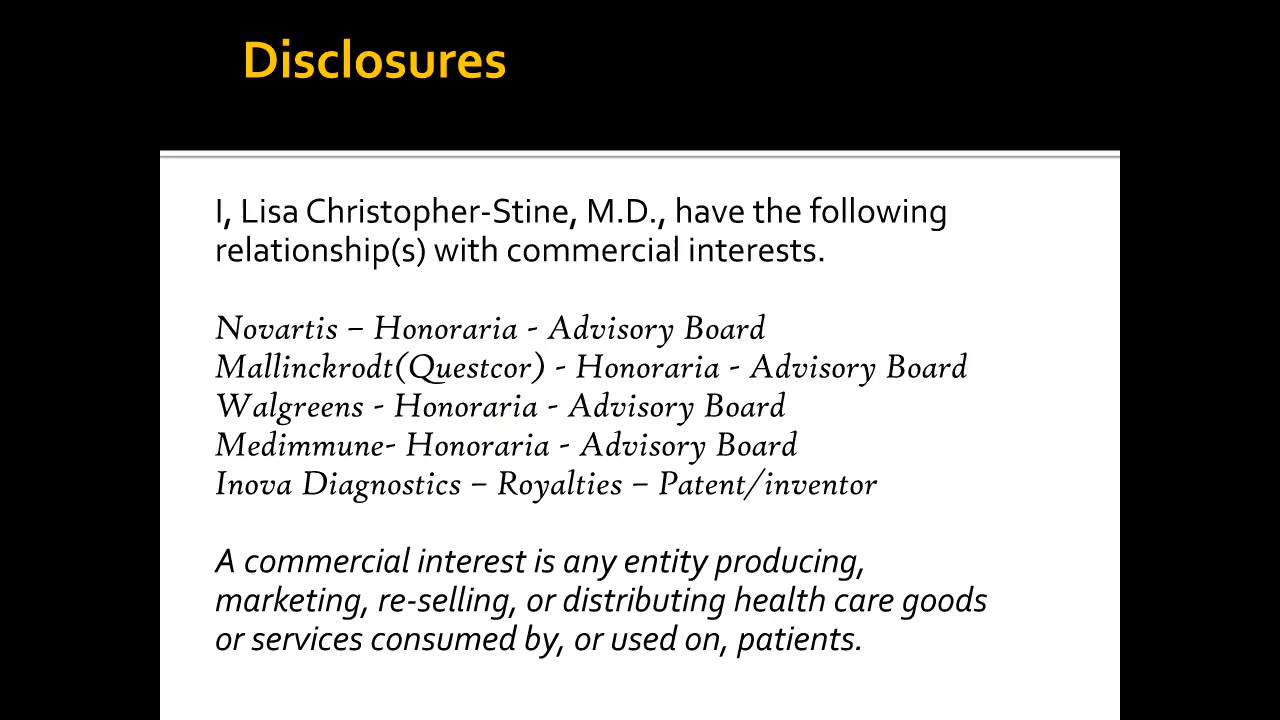 Disclosures
I, Lisa Christopher-Stine, M.D., have the following
relationship(s) with commercial interests.
Novartis – Honoraria - Advisory Board
Mallinckrodt(Questcor) - Honoraria - Advisory Board
Walgreens - Honoraria - Advisory Board
Medimmune- Honoraria - Advisory Board
Inova Diagnostics – Royalties – Patent/inventor
A commercial interest is any entity producing,
marketing, re-selling, or distributing health care goods
or services consumed by, or used on, patients.